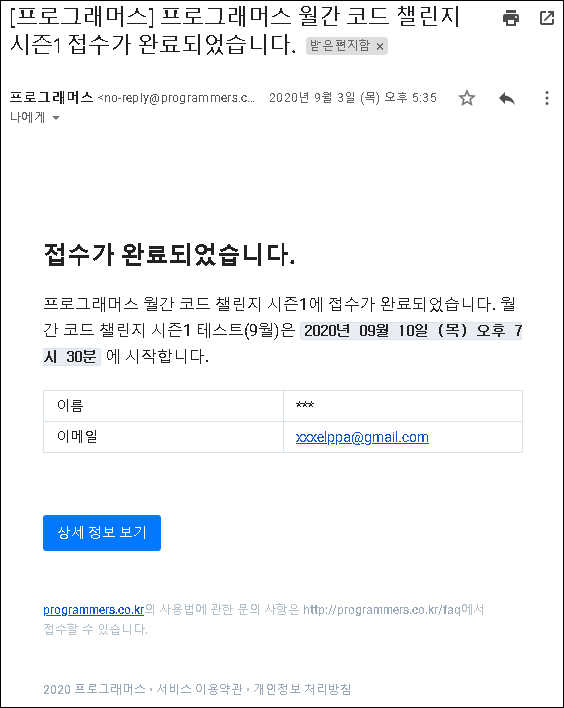 [프로그래머스] 프로그래머스 월간 코드 챌린지
시즌1 접수가 완료되었습니다. 받은편지함 ×
프로그래머스 <no-reply@programmers.c... 2020년 9월 3일 (목) 오후 5:35
나에게
접수가 완료되었습니다.
프로그래머스 월간 코드 챌린지 시즌1에 접수가 완료되었습니다. 월
간 코드 챌린지 시즌1 테스트(9월)은 2020년 09월 10일 (목) 오후 7
시 30분 에 시작합니다.
이름 ***
이메일 xxxelppa@gmail.com
상세 정보 보기
programmers.co.kr의 사용법에 관한 문의 사항은 http://programmers.co.kr/faq에서
접수할 수 있습니다.
2020 프로그래머스 • 서비스 이용약관 • 개인정보 처리방침